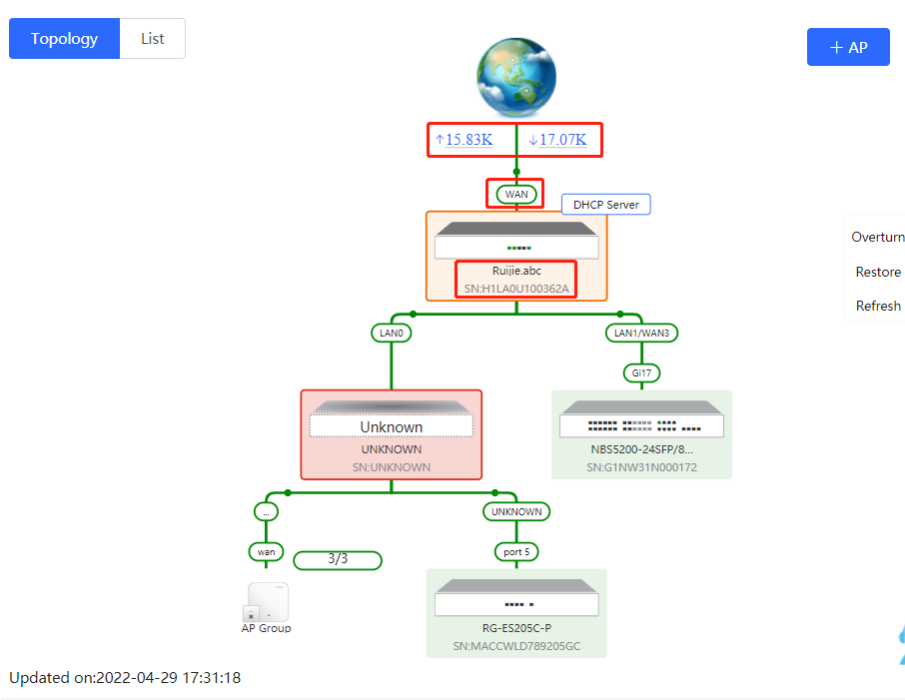 Topology
List
+ AP
↑15.83K
↓17.07K
WAN
DHCP Server
Ruijie.abc
SN:H1LA0U100362A
Overturn
Restore
Refresh
LAN0
LAN1/WAN3
Gi17
Unknown
UNKNOWN
SN:UNKNOWN
NBS5200-24SFP/8...
SN:G1NW31N000172
...
UNKNOWN
wan
3/3
port 5
AP Group
RG-ES205C-P
SN:MACCWLD789205GC
Updated on:2022-04-29 17:31:18